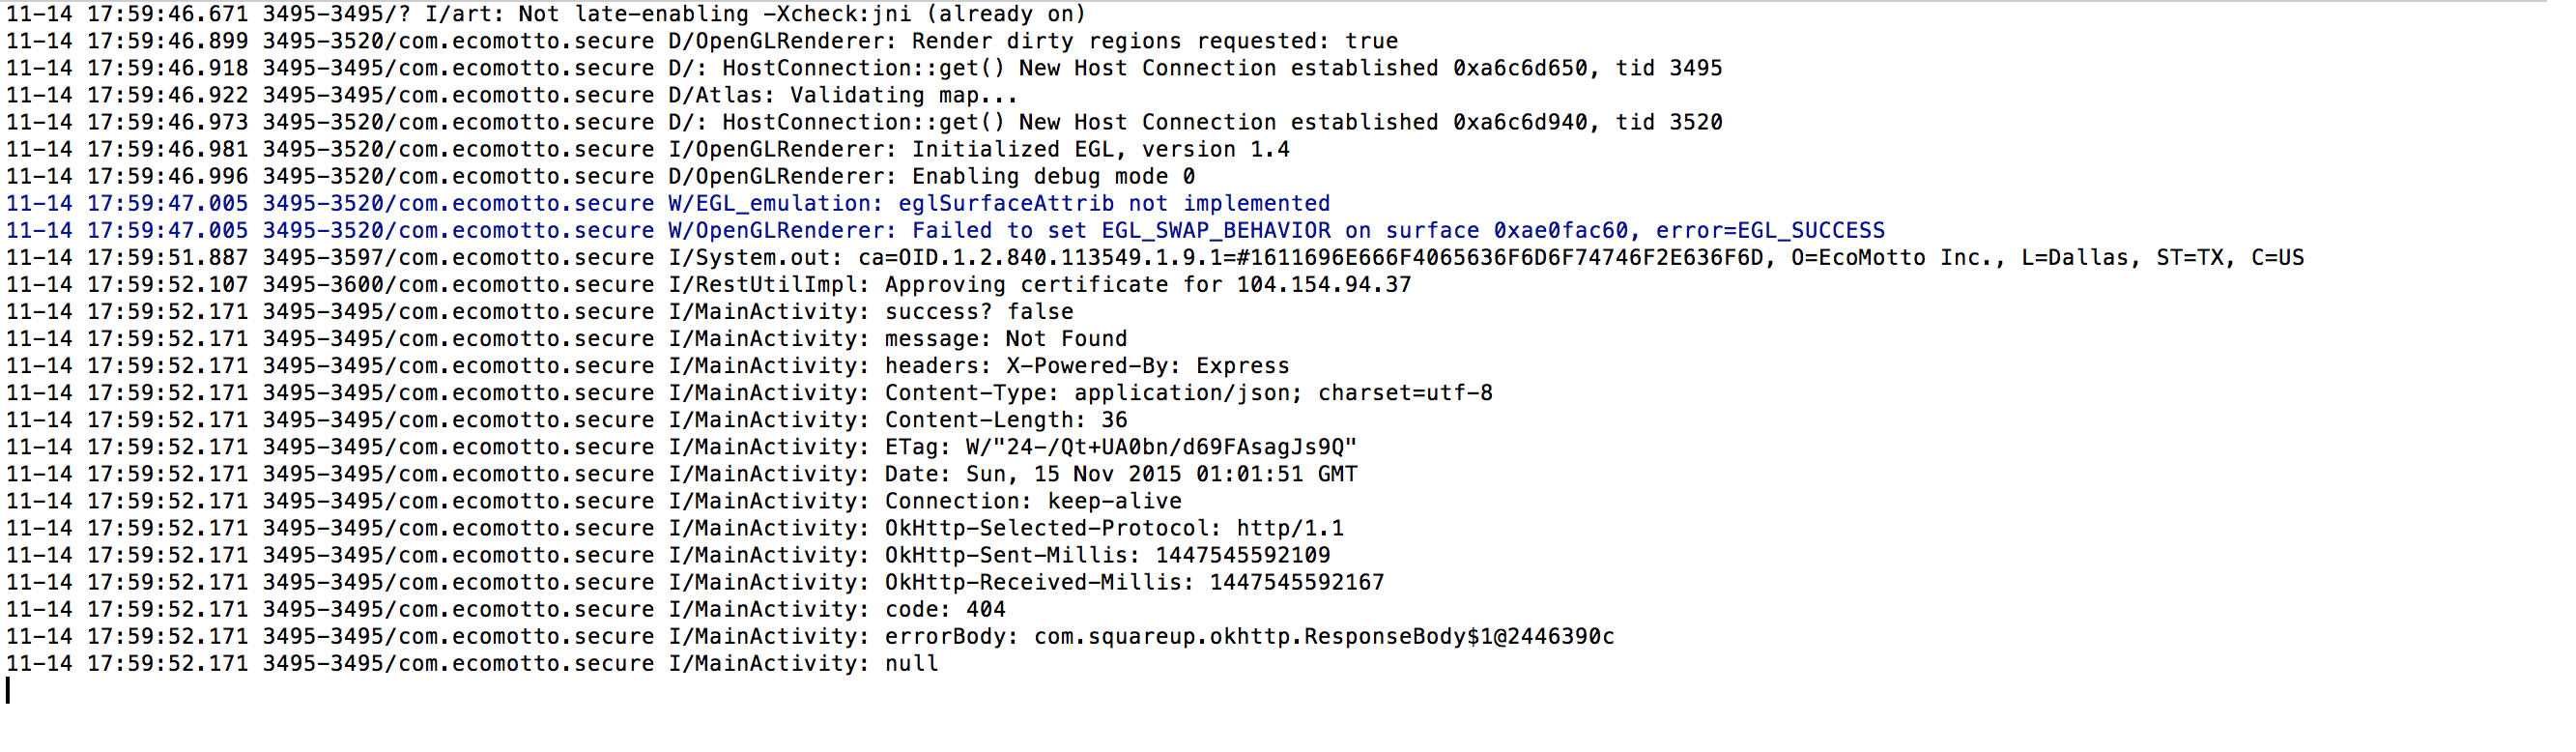 11-14 17:59:46.671 3495-3495/? I/art: Not late-enabling -Xcheck:jni (already on)
11-14 17:59:46.899 3495-3520/com.ecomotto.secure D/OpenGLRenderer: Render dirty regions requested: true
11-14 17:59:46.918 3495-3495/com.ecomotto.secure D/: HostConnection::get() New Host Connection established 0xa6c6d650, tid 3495
11-14 17:59:46.922 3495-3495/com.ecomotto.secure D/Atlas: Validating map...
11-14 17:59:46.973 3495-3520/com.ecomotto.secure D/: HostConnection::get() New Host Connection established 0xa6c6d940, tid 3520
11-14 17:59:46.981 3495-3520/com.ecomotto.secure I/OpenGLRenderer: Initialized EGL, version 1.4
11-14 17:59:46.996 3495-3520/com.ecomotto.secure D/OpenGLRenderer: Enabling debug mode 0
11-14 17:59:47.005 3495-3520/com.ecomotto.secure W/EGL_emulation: eglSurfaceAttrib not implemented
11-14 17:59:47.005 3495-3520/com.ecomotto.secure W/OpenGLRenderer: Failed to set EGL_SWAP_BEHAVIOR on surface 0xae0fac60, error=EGL_SUCCESS
11-14 17:59:51.887 3495-3597/com.ecomotto.secure I/System.out: ca=OID.1.2.840.113549.1.9.1=#1611696E666F4065636F6D6F74746F2E636F6D, O=EcoMotto Inc., L=Dallas, ST=TX, C=US
11-14 17:59:52.107 3495-3600/com.ecomotto.secure I/RestUtilImpl: Approving certificate for 104.154.94.37
11-14 17:59:52.171 3495-3495/com.ecomotto.secure I/MainActivity: success? false
11-14 17:59:52.171 3495-3495/com.ecomotto.secure I/MainActivity: message: Not Found
11-14 17:59:52.171 3495-3495/com.ecomotto.secure I/MainActivity: headers: X-Powered-By: Express
11-14 17:59:52.171 3495-3495/com.ecomotto.secure I/MainActivity: Content-Type: application/json; charset=utf-8
11-14 17:59:52.171 3495-3495/com.ecomotto.secure I/MainActivity: Content-Length: 36
11-14 17:59:52.171 3495-3495/com.ecomotto.secure I/MainActivity: ETag: W/"24-/Qt+UA0bn/d69FAsagJs9Q"
11-14 17:59:52.171 3495-3495/com.ecomotto.secure I/MainActivity: Date: Sun, 15 Nov 2015 01:01:51 GMT
11-14 17:59:52.171 3495-3495/com.ecomotto.secure I/MainActivity: Connection: keep-alive
11-14 17:59:52.171 3495-3495/com.ecomotto.secure I/MainActivity: OkHttp-Selected-Protocol: http/1.1
11-14 17:59:52.171 3495-3495/com.ecomotto.secure I/MainActivity: OkHttp-Sent-Millis: 1447545592109
11-14 17:59:52.171 3495-3495/com.ecomotto.secure I/MainActivity: OkHttp-Received-Millis: 1447545592167
11-14 17:59:52.171 3495-3495/com.ecomotto.secure I/MainActivity: code: 404
11-14 17:59:52.171 3495-3495/com.ecomotto.secure I/MainActivity: errorBody: com.squareup.okhttp.ResponseBody$1@2446390c
11-14 17:59:52.171 3495-3495/com.ecomotto.secure I/MainActivity: null